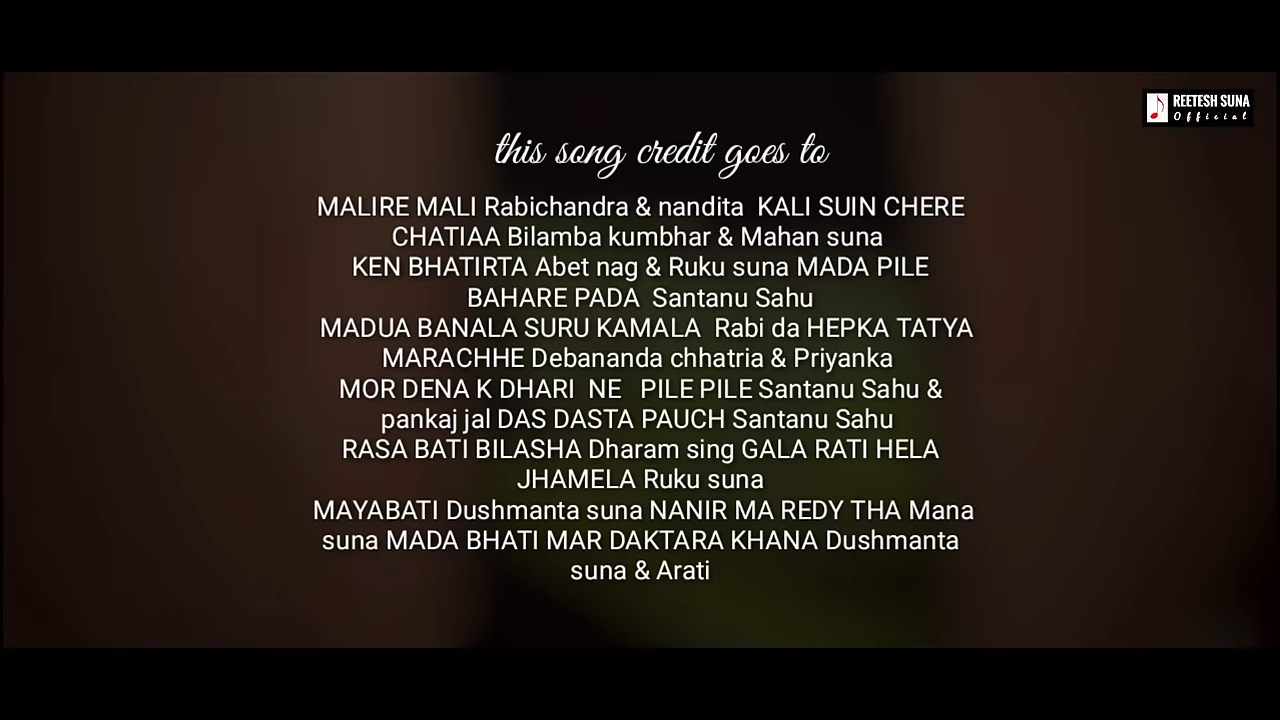 REETESH SUNA
Official
this song credit goes to
MALIRE MALI Rabichandra & nandita  KALI SUIN CHERE
CHATIAA Bilamba kumbhar & Mahan suna
KEN BHATIRTA Abet nag & Ruku suna MADA PILE
BAHARE PADA  Santanu Sahu
MADUA BANALA SURU KAMALA  Rabi da HEPKA TATYA
MARACHHE Debananda chhatria & Priyanka
MOR DENA K DHARI  NE   PILE PILE Santanu Sahu &
pankaj jal DAS DASTA PAUCH Santanu Sahu
RASA BATI BILASHA Dharam sing GALA RATI HELA
JHAMELA Ruku suna
MAYABATI Dushmanta suna NANIR MA REDY THA Mana
suna MADA BHATI MAR DAKTARA KHANA Dushmanta
suna & Arati